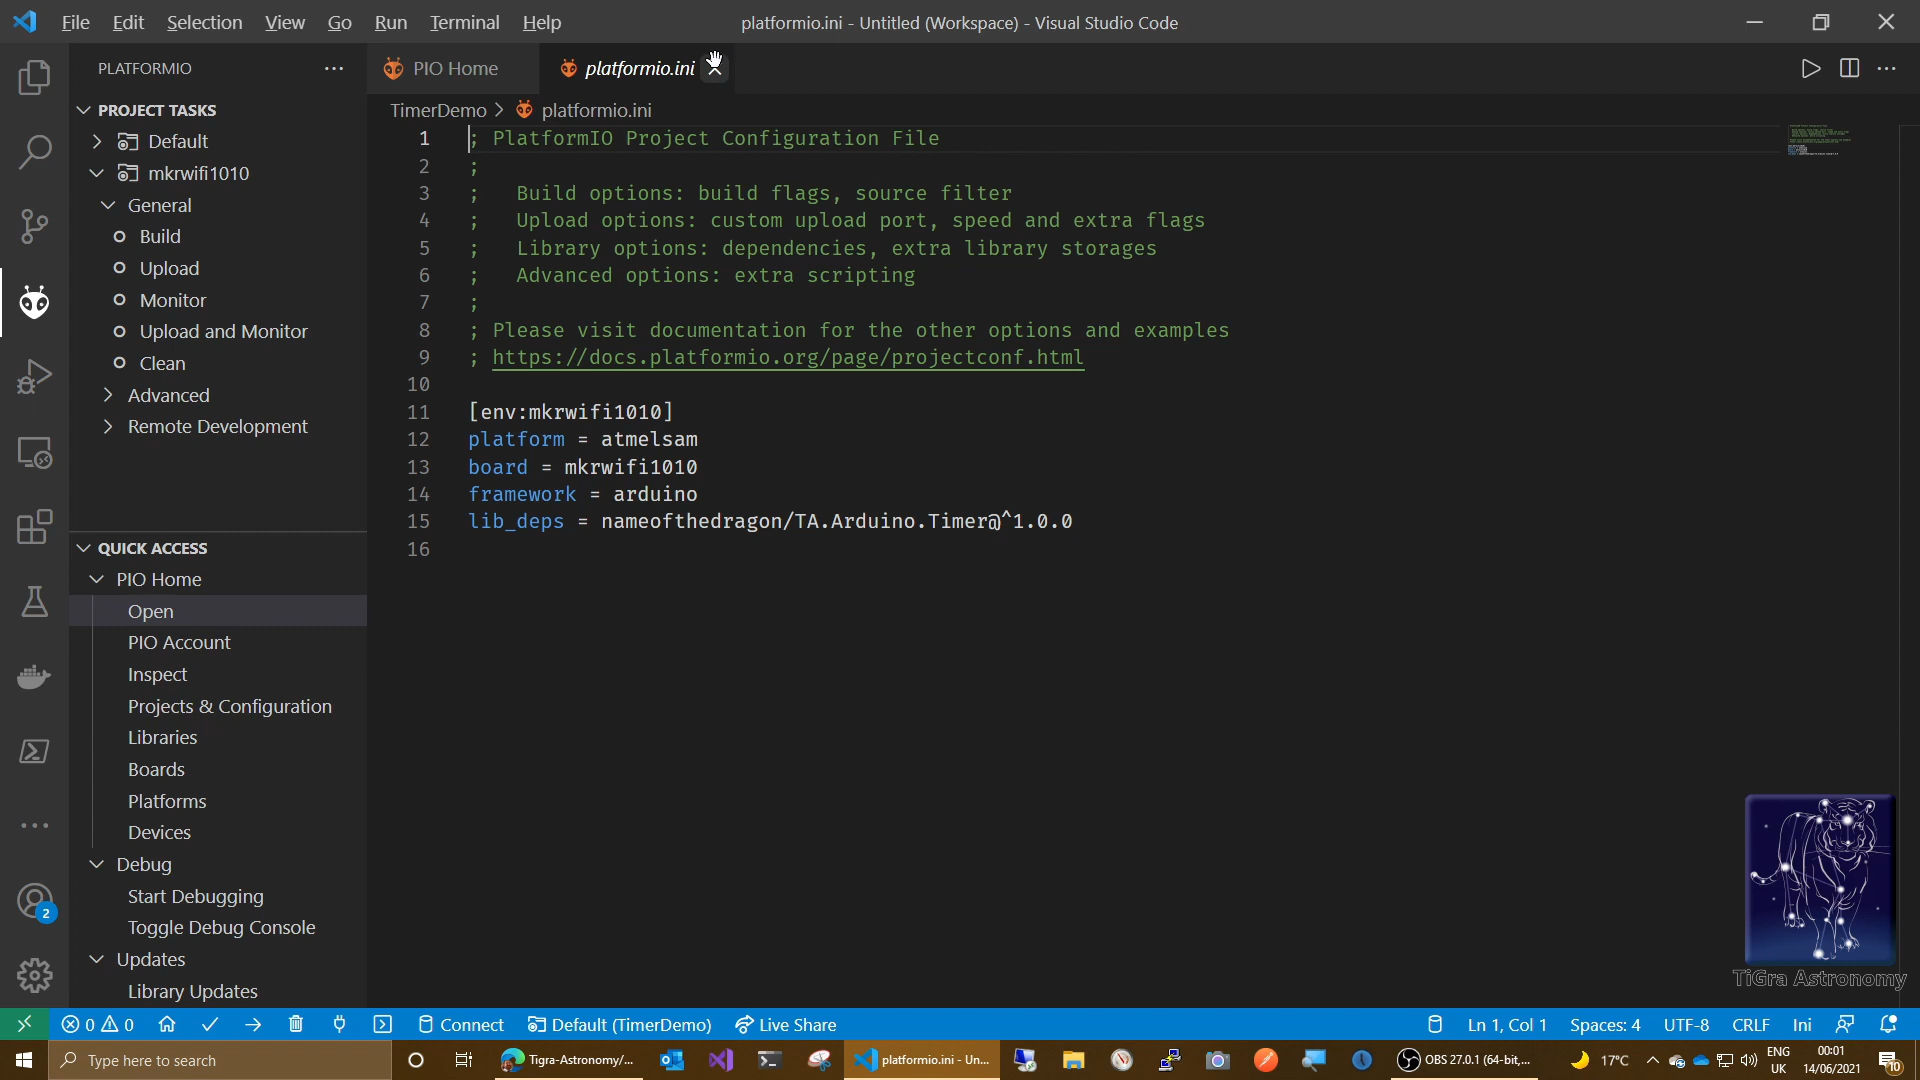 File Edit Selection View Go Run Terminal Help
platformio.ini - Untitled (Workspace) - Visual Studio Code
PLATFORMIO
PIO Home
platformio.ini
PROJECT TASKS
Default
mkrwifi1010
General
Build
Upload
Monitor
Upload and Monitor
Clean
Advanced
Remote Development
QUICK ACCESS
PIO Home
Open
PIO Account
Inspect
Projects & Configuration
Libraries
Boards
Platforms
Devices
Debug
Start Debugging
Toggle Debug Console
Updates
Library Updates
TimerDemo > platformio.ini
1 ; PlatformIO Project Configuration File
2 ;
3 ;   Build options: build flags, source filter
4 ;   Upload options: custom upload port, speed and extra flags
5 ;   Library options: dependencies, extra library storages
6 ;   Advanced options: extra scripting
7 ;
8 ; Please visit documentation for the other options and examples
9 ; https://docs.platformio.org/page/projectconf.html
10
11 [env:mkrwifi1010]
12 platform = atmelsam
13 board = mkrwifi1010
14 framework = arduino
15 lib_deps = nameofthedragon/TA.Arduino.Timer@^1.0.0
16
TiGra Astronomy
2
0 0 Connect Default (TimerDemo) Live Share Ln 1, Col 1 Spaces: 4 UTF-8 CRLF Ini
Type here to search
Tigra-Astronomy/...
platformio.ini - Un...
OBS 27.0.1 (64-bit,...
17°C
ENG
UK
00:01
14/06/2021
10